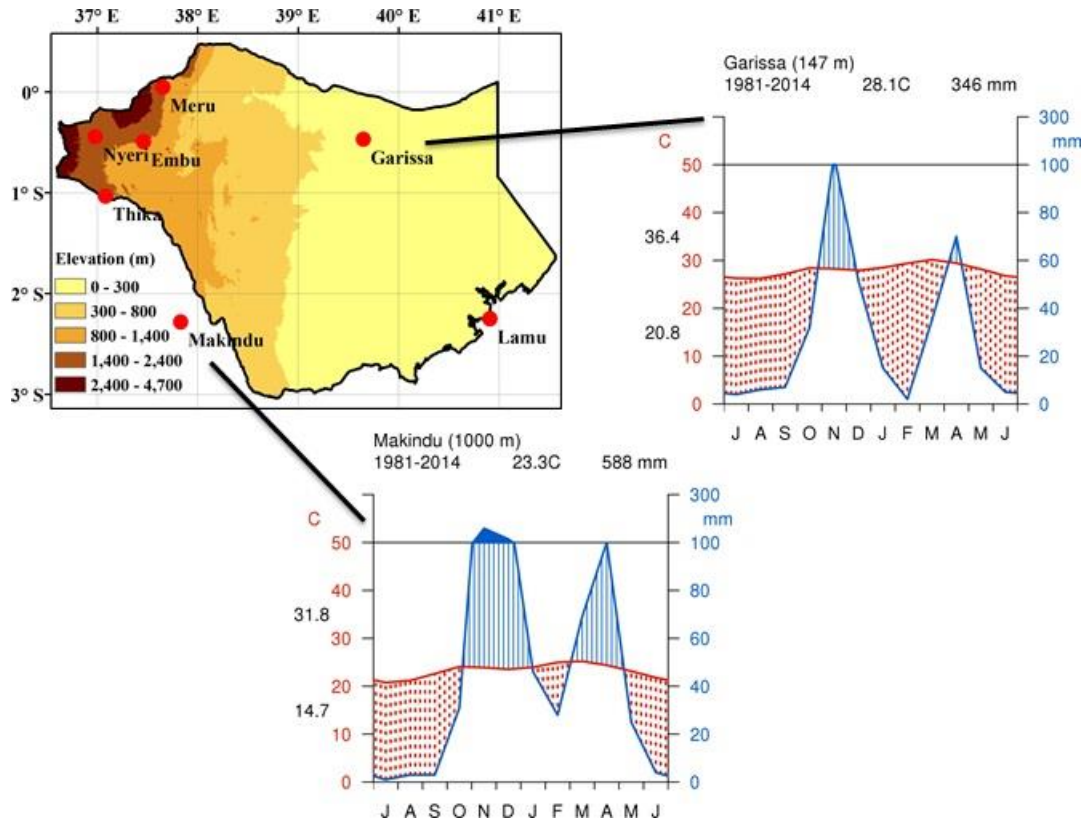 37° E 38° E 39° E 40° E 41° E
0°
1° S
2° S
3° S
Meru
Nyeri
Embu
Garissa
Thika
Makindu
Lamu
Elevation (m)
0 - 300
300 - 800
800 - 1,400
1,400 - 2,400
2,400 - 4,700
Garissa (147 m)
1981-2014 28.1C 346 mm
C
50
40
30
20
10
0
36.4
20.8
300
mm
100
80
60
40
20
0
J A S O N D J F M A M J
Makindu (1000 m)
1981-2014 23.3C 588 mm
C
50
40
30
20
10
0
31.8
14.7
300
mm
100
80
60
40
20
0
J A S O N D J F M A M J